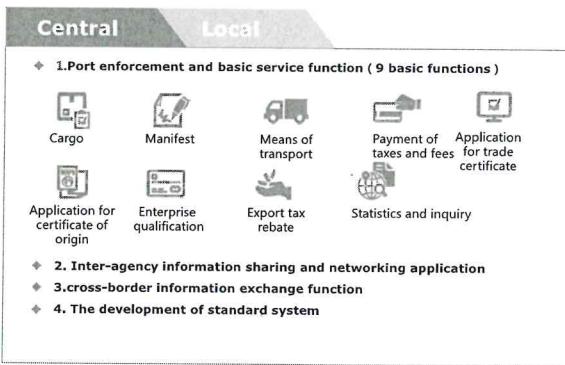 Central
Local
1.Port enforcement and basic service function ( 9 basic functions )
Cargo
Manifest
Means of
transport
Payment of
taxes and fees
Application
for trade
certificate
Application for
certificate of
origin
Enterprise
qualification
Export tax
rebate
Statistics and inquiry
2. Inter-agency information sharing and networking application
3.cross-border information exchange function
4. The development of standard system